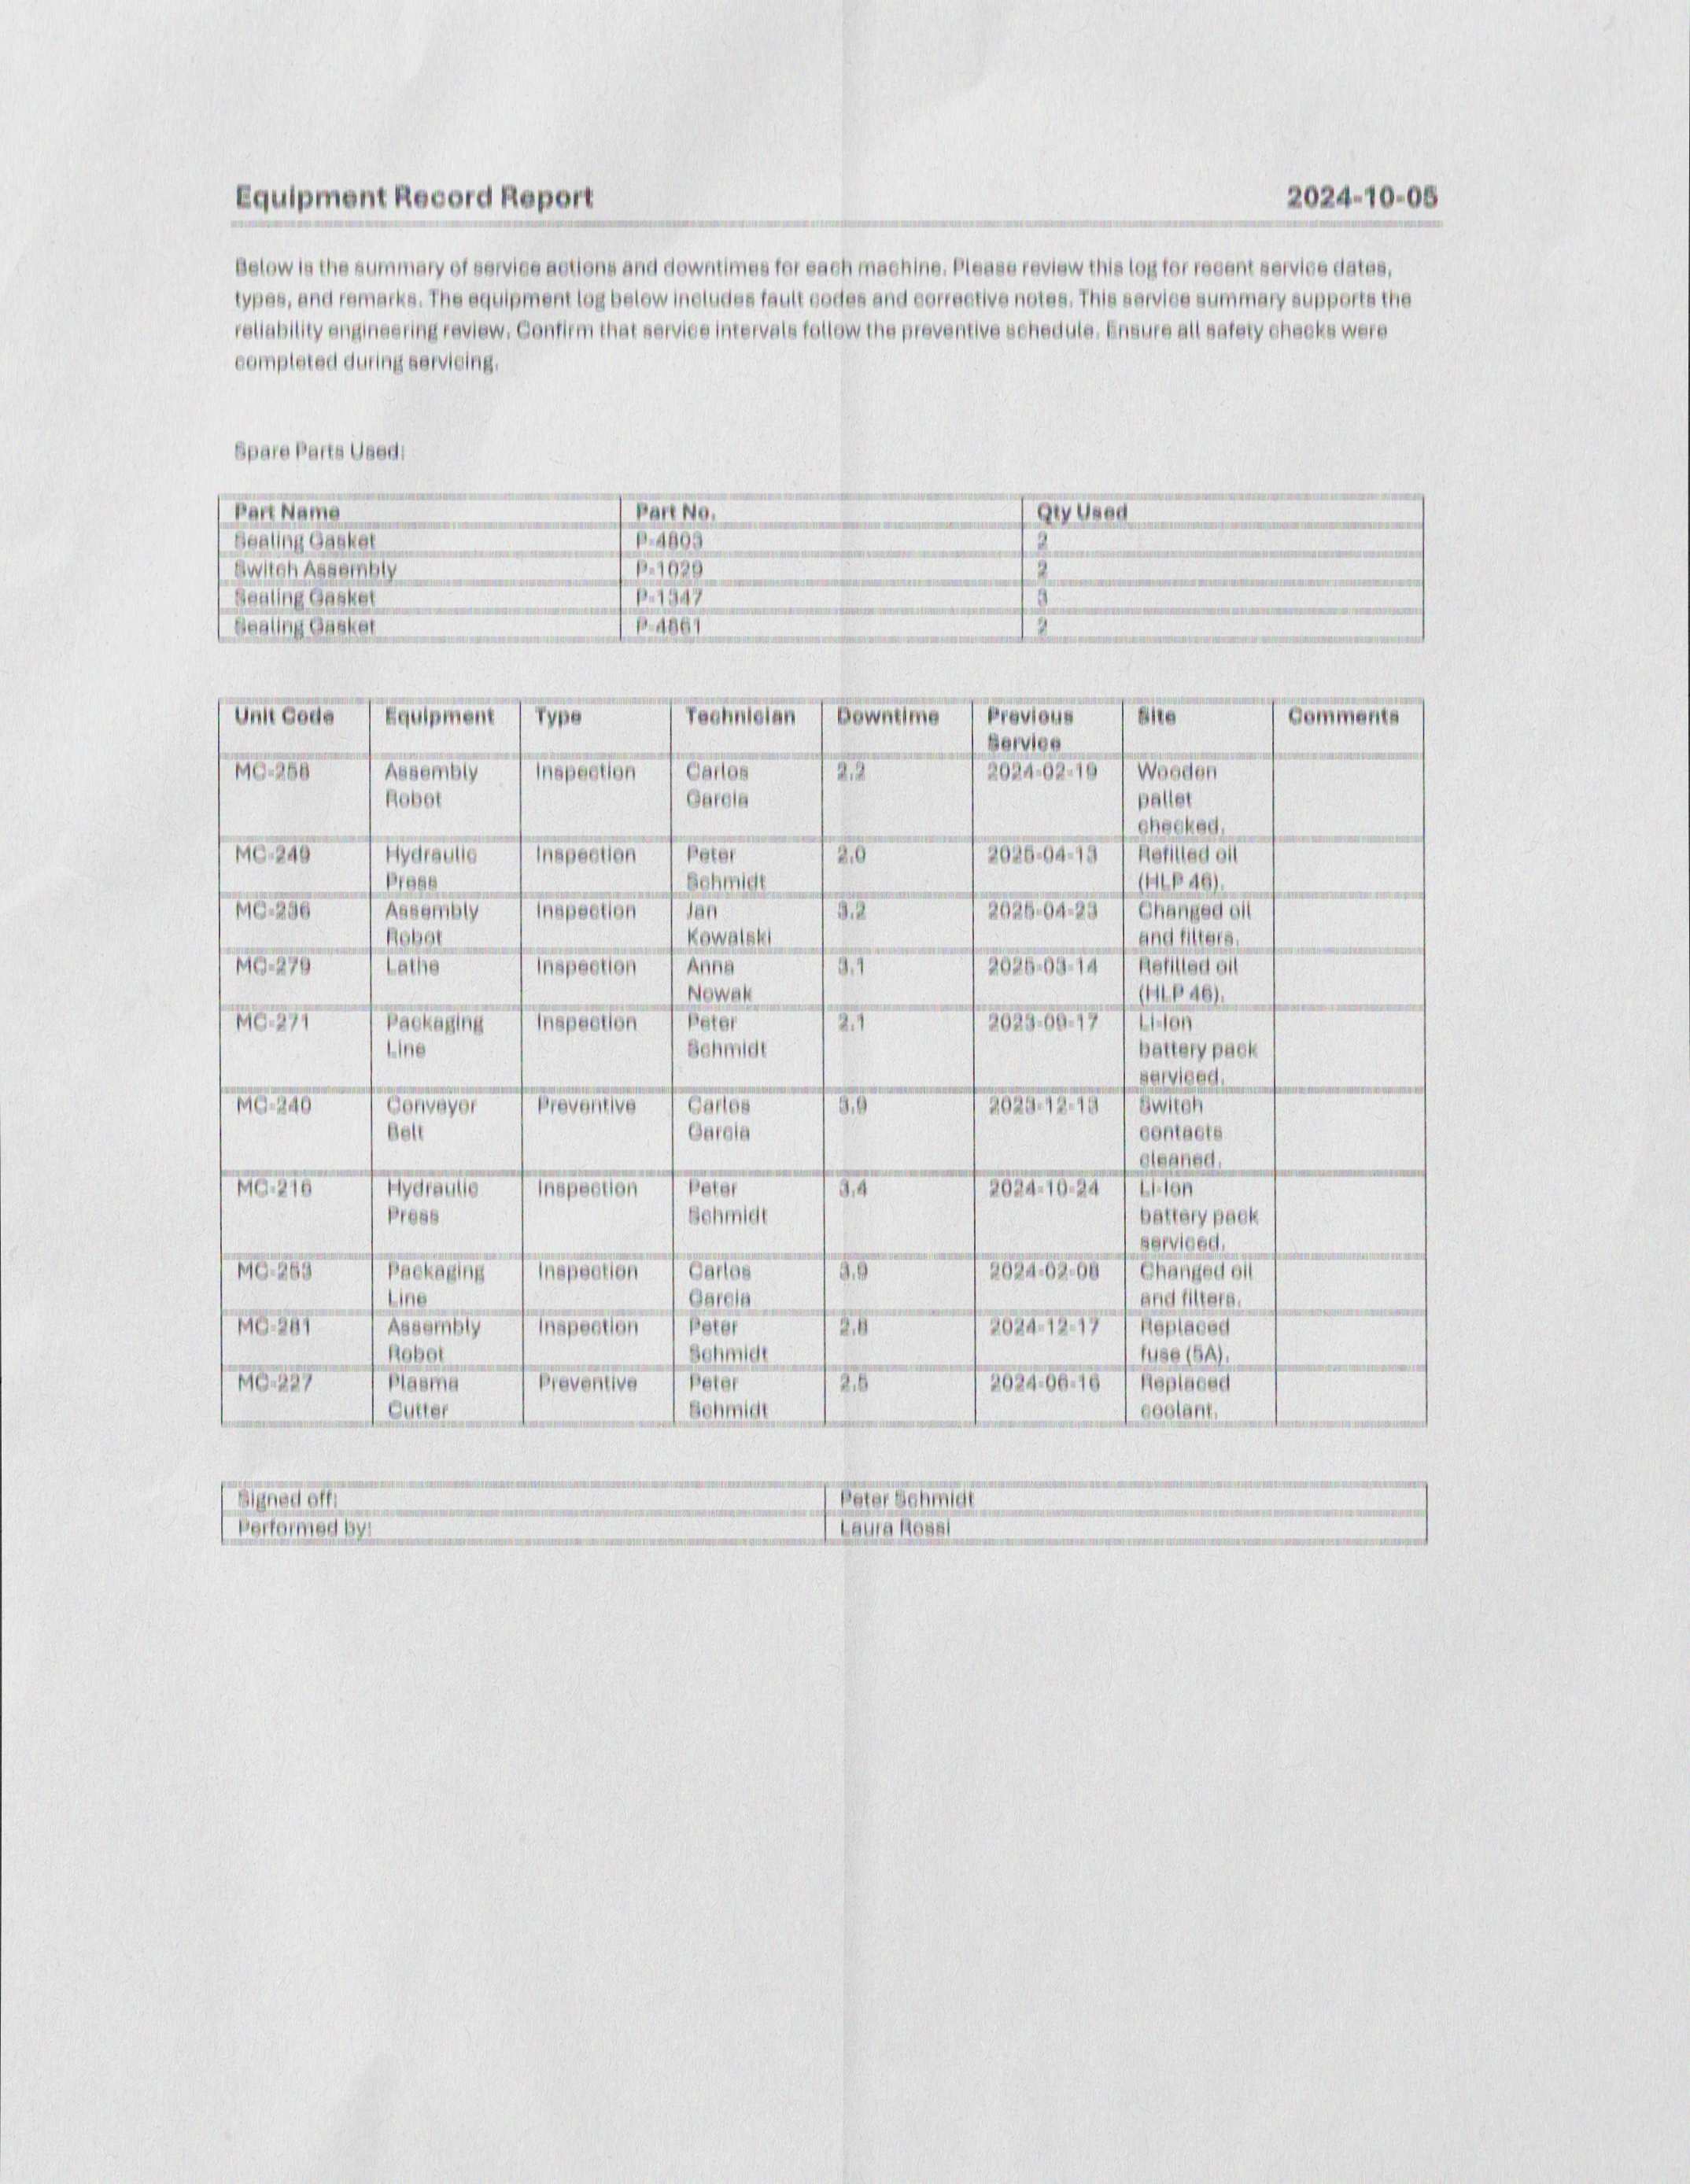 Equipment Record Report 2024-10-05
Below is the summary of service actions and downtimes for each machine. Please review this log for recent service dates,
types, and remarks. The equipment log below includes fault codes and corrective notes. This service summary supports the
reliability engineering review. Confirm that service intervals follow the preventive schedule. Ensure all safety checks were
completed during servicing.
Spare Parts Used:
Part Name Part No. Qty Used
Sealing Gasket 2
Switch Assembly P-1029 2
Sealing Gasket P-1347 3
Sealing Gasket 2
Unit Code Equipment Type Technician Downtime Previous Site Comments
Service
Assembly Inspection Carlos 2.2 2024-02-19 Wooden
Robot Garcia pallet
checked.
MC-249 Hydraulic Inspection Peter 2.0 2025-04-13 Refilled oil
Press Schmidt (HLP 46).
MC-236 Assembly Inspection Jan 3.2 2025-04-23 Changed oil
Robot Kowalski and filters.
MC-279 Lathe Inspection Anna 3.1 2025-03-14 Refilled oil
Nowak (HLP 46).
MC-271 Packaging Inspection Peter 2.1 2023-09-17 Li-Ion
Line Schmidt battery pack
serviced.
MC-240 Conveyor Preventive Carlos 2023-12-13 Switch
Belt Garcia contacts
cleaned.
MC-216 Hydraulic Inspection Peter 3.4 2024-10-24 Li-Ion
Press Schmidt battery pack
serviced.
MC-253 Packaging Inspection Carlos 3.9 Changed oil
Line Garcia and filters.
Assembly Inspection Peter 2024-12-17 Replaced
Robot Schmidt fuse (5A).
MC-227 Plasma Preventive Peter 2.5 2024-06-16 Replaced
Cutter Schmidt coolant.
Signed off: Peter Schmidt
Performed by: Laura Rossi